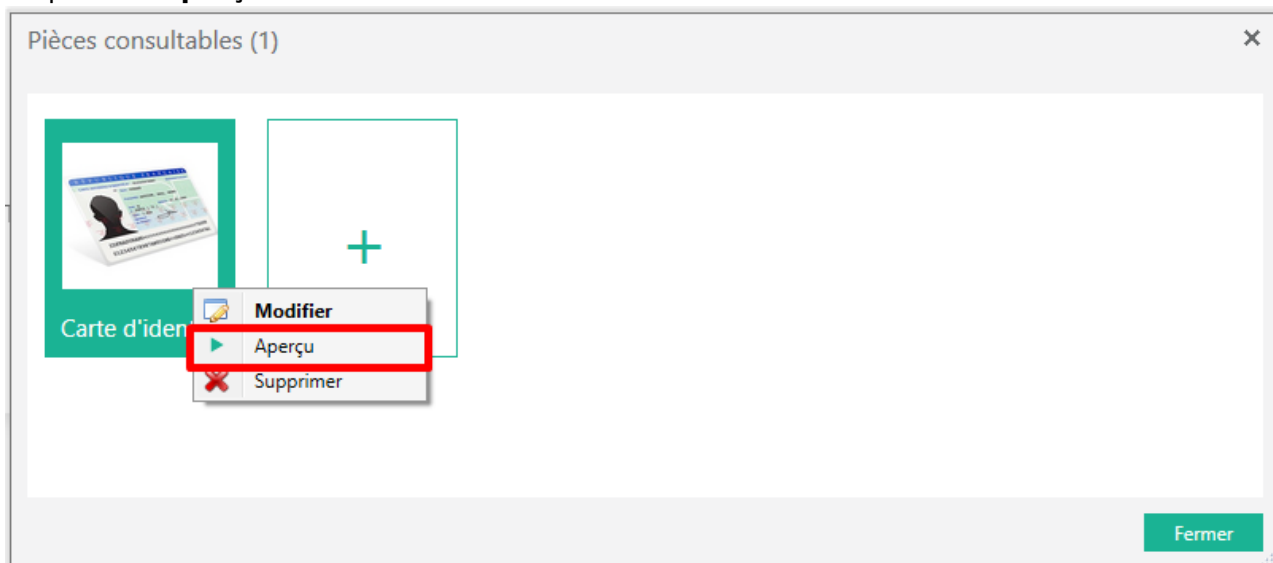 Pièces consultables (1)
Carte d'iden
Modifier
Aperçu
Supprimer
Fermer